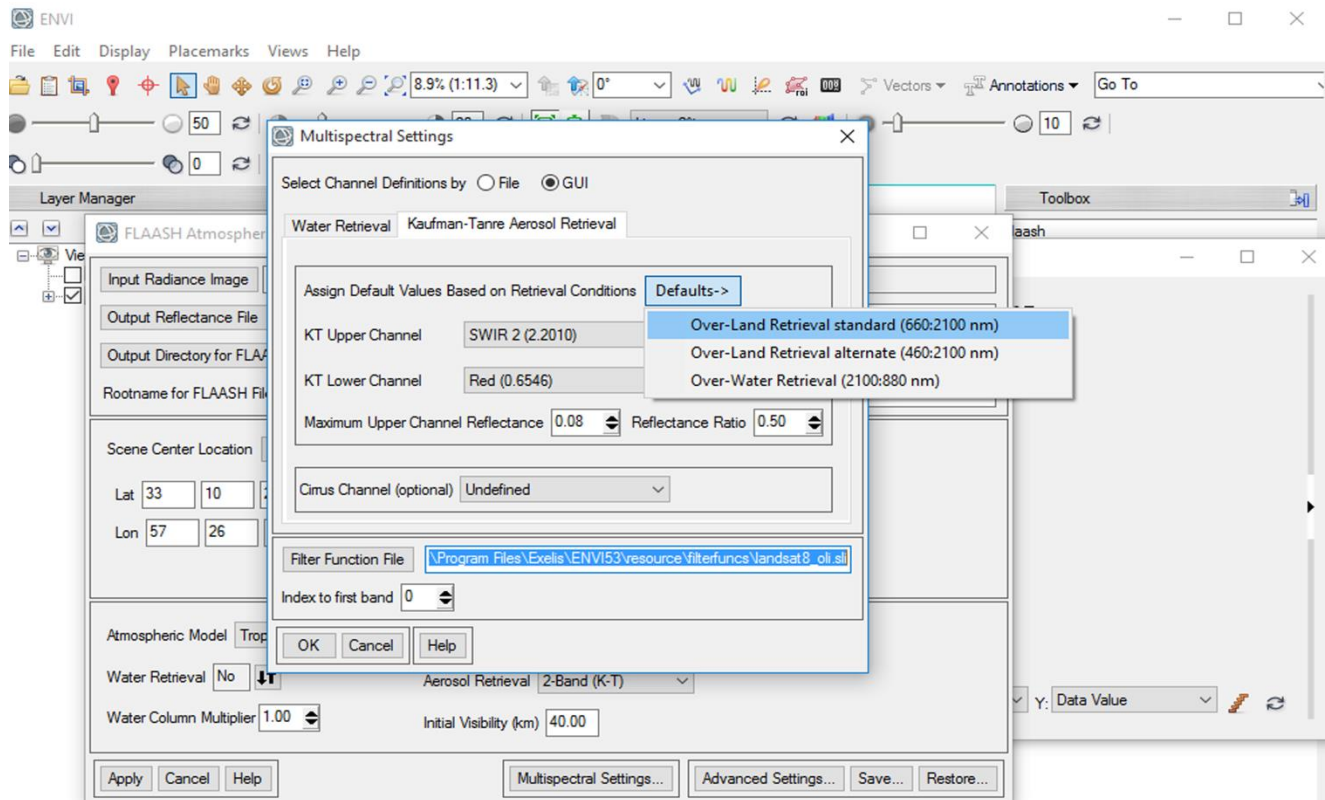 ENVI
File Edit Display Placemarks Views Help
8.9% (1:11.3) 0° Vectors Annotations Go To
50 10
0
Multispectral Settings
Select Channel Definitions by File GUI
Layer Manager Toolbox
Water Retrieval Kaufman-Tanre Aerosol Retrieval
FLAASH Atmospher
laash
Vie
Input Radiance Image
Assign Default Values Based on Retrieval Conditions Defaults->
Output Reflectance File
Over-Land Retrieval standard (660:2100 nm)
KT Upper Channel SWIR 2 (2.2010)
Over-Land Retrieval alternate (460:2100 nm)
Output Directory for FLAA
KT Lower Channel Red (0.6546)
Over-Water Retrieval (2100:880 nm)
Rootname for FLAASH File
Maximum Upper Channel Reflectance 0.08 Reflectance Ratio 0.50
Scene Center Location
Cirrus Channel (optional) Undefined
Lat 33 10
Lon 57 26
Filter Function File \Program Files\Exelis\ENVI53\resource\filterfuncs\landsat8_oli.sli
Index to first band 0
OK Cancel Help
Atmospheric Model Trop
Water Retrieval No
Aerosol Retrieval 2-Band (K-T)
Y: Data Value
Water Column Multiplier 1.00
Initial Visibility (km) 40.00
Apply Cancel Help Multispectral Settings... Advanced Settings... Save... Restore...